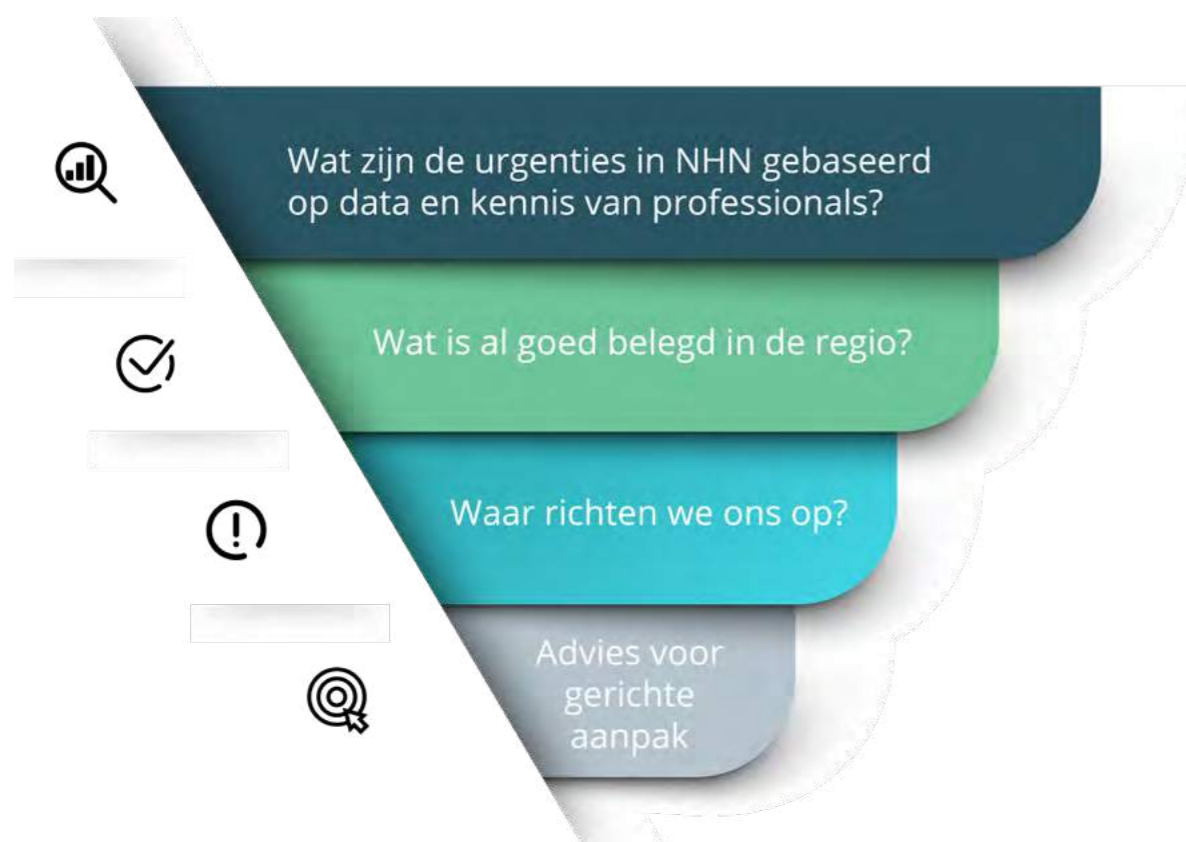 Wat zijn de urgenties in NHN gebaseerd
op data en kennis van professionals?
Wat is al goed belegd in de regio?
Waar richten we ons op?
Advies voor
gerichte
aanpak